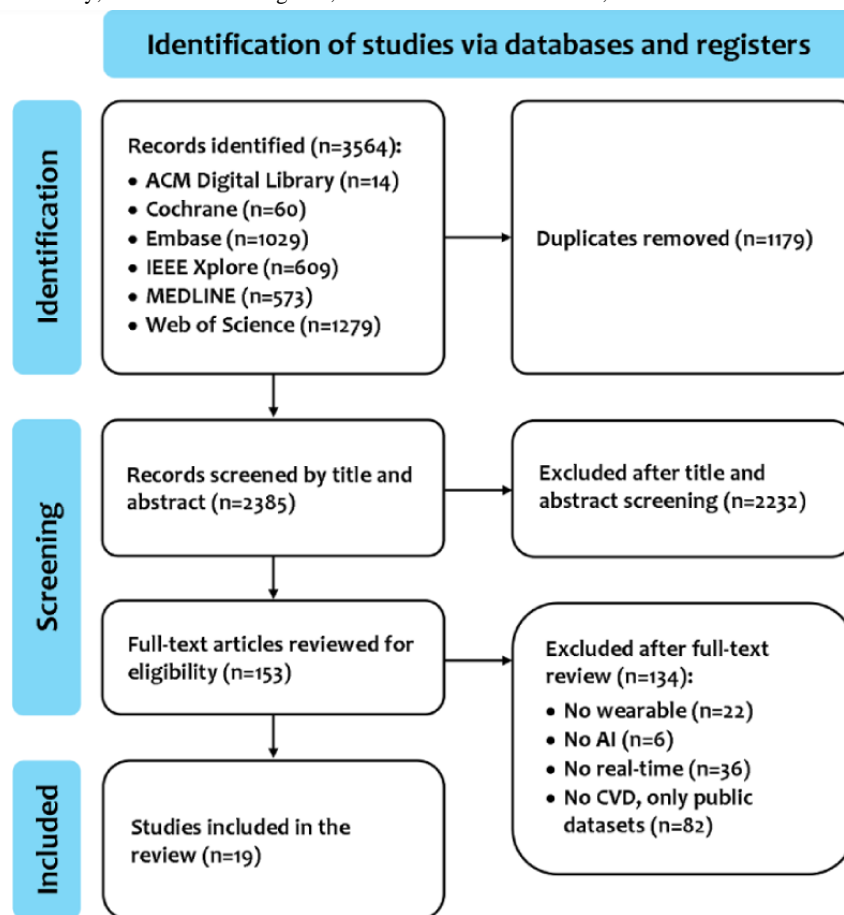 Identification of studies via databases and registers
Identification
Records identified (n=3564):
• ACM Digital Library (n=14)
• Cochrane (n=60)
• Embase (n=1029)
• IEEE Xplore (n=609)
• MEDLINE (n=573)
• Web of Science (n=1279)
Duplicates removed (n=1179)
Screening
Records screened by title and
abstract (n=2385)
Excluded after title and
abstract screening (n=2232)
Full-text articles reviewed for
eligibility (n=153)
Excluded after full-text
review (n=134):
• No wearable (n=22)
• No AI (n=6)
• No real-time (n=36)
• No CVD, only public
datasets (n=82)
Included
Studies included in the
review (n=19)